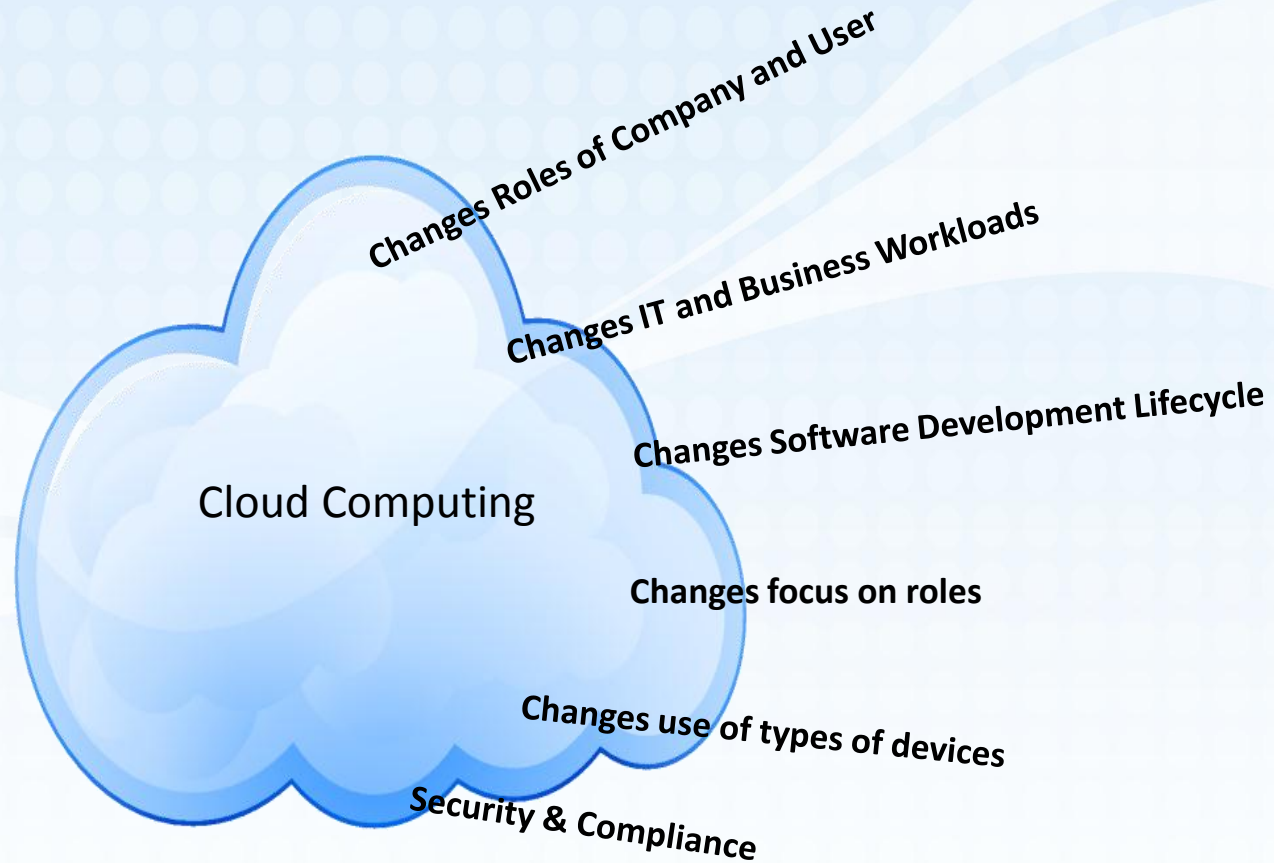 Changes Roles of Company and User
Changes IT and Business Workloads
Changes Software Development Lifecycle
Cloud Computing
Changes focus on roles
Changes use of types of devices
Security & Compliance